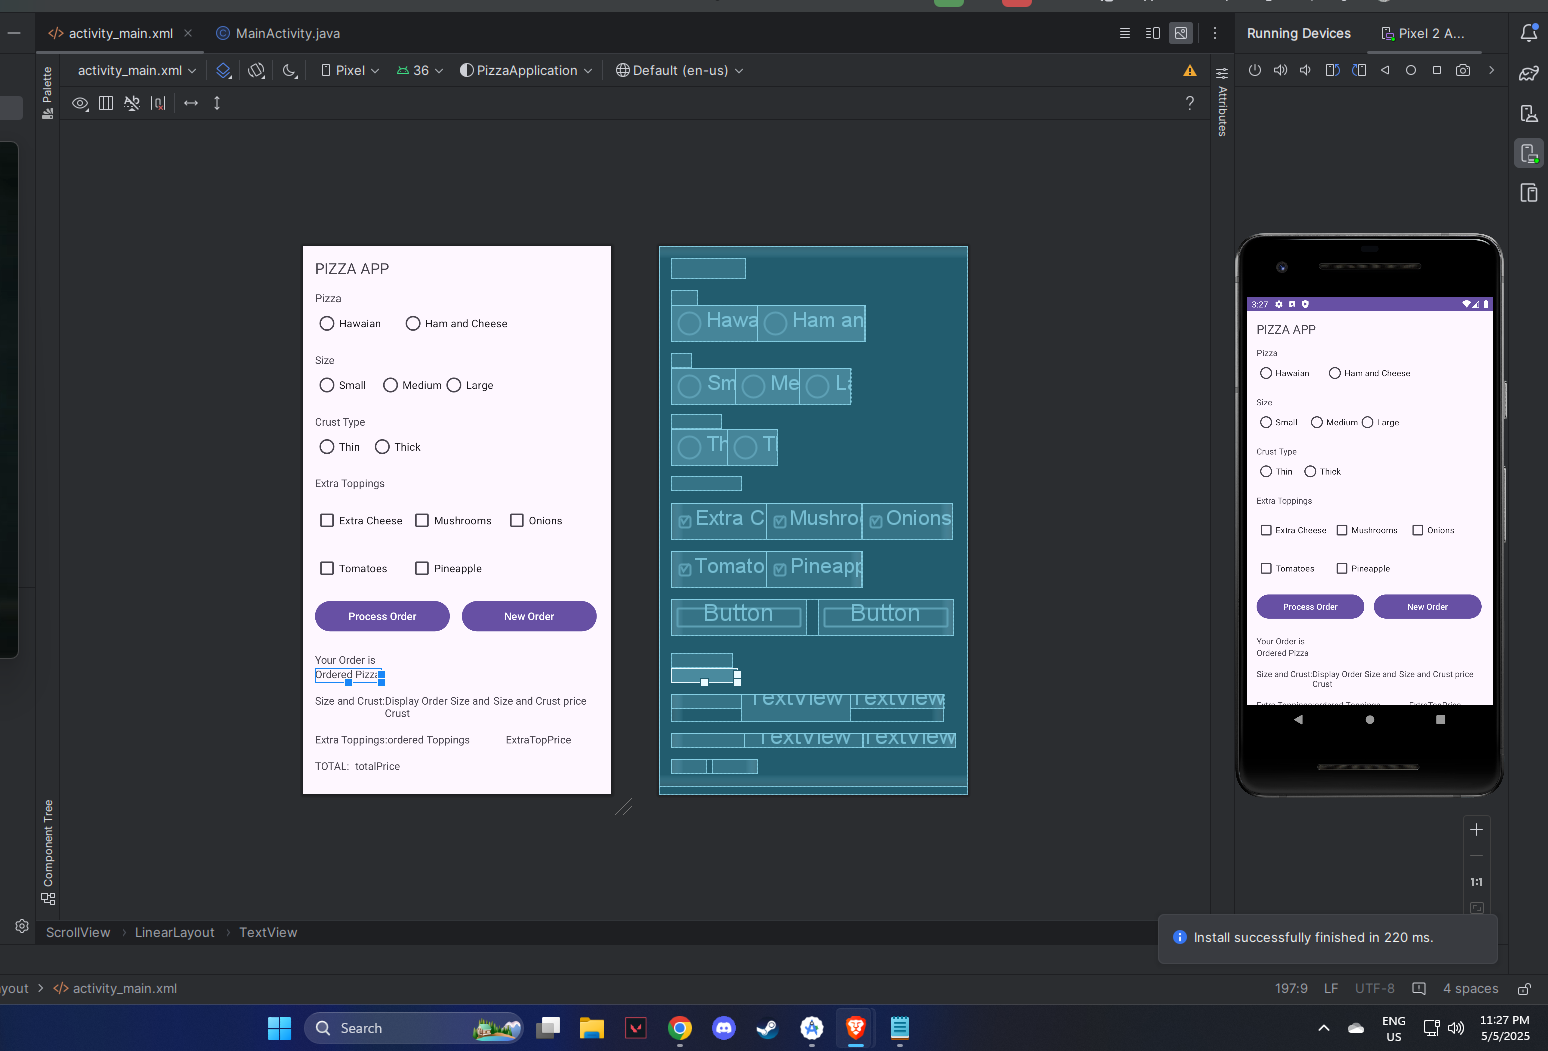 activity_main.xml
MainActivity.java
Running Devices
Pixel 2 A...
activity_main.xml
Pixel
36
PizzaApplication
Default (en-us)
Palette
Attributes
?
PIZZA APP
Pizza
Hawaian
Ham and Cheese
Size
Small
Medium
Large
Crust Type
Thin
Thick
Extra Toppings
Extra Cheese
Mushrooms
Onions
Tomatoes
Pineapple
Process Order
New Order
Your Order is
Ordered Pizza
Size and Crust:Display Order Size and Size and Crust price
Crust
Extra Toppings:ordered Toppings
ExtraTopPrice
TOTAL: totalPrice
Hawa
Ham an
Sm
Me
L
Th
T
Extra C
Mushro
Onions
Tomato
Pineapp
Button
Button
TextView
TextView
TextView
TextView
3:27
PIZZA APP
Pizza
Hawaian
Ham and Cheese
Size
Small
Medium
Large
Crust Type
Thin
Thick
Extra Toppings
Extra Cheese
Mushrooms
Onions
Tomatoes
Pineapple
Process Order
New Order
Your Order is
Ordered Pizza
Size and Crust:Display Order Size and Size and Crust price
Crust
Component Tree
1:1
ScrollView
LinearLayout
TextView
Install successfully finished in 220 ms.
yout
activity_main.xml
197:9
LF
UTF-8
4 spaces
Search
ENG
US
11:27 PM
5/5/2025